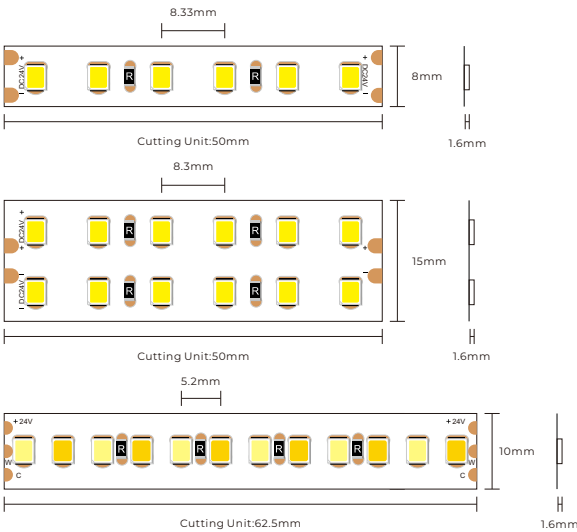 8.33mm
+ +
DC24V R R DC24V
- -
8mm
Cutting Unit:50mm
1.6mm
8.3mm
+
DC24V R R
+ +
- -
DC24V R R
-
15mm
Cutting Unit:50mm
1.6mm
5.2mm
+24V +24V
R R R R
W W
C C
10mm
Cutting Unit:62.5mm
1.6mm